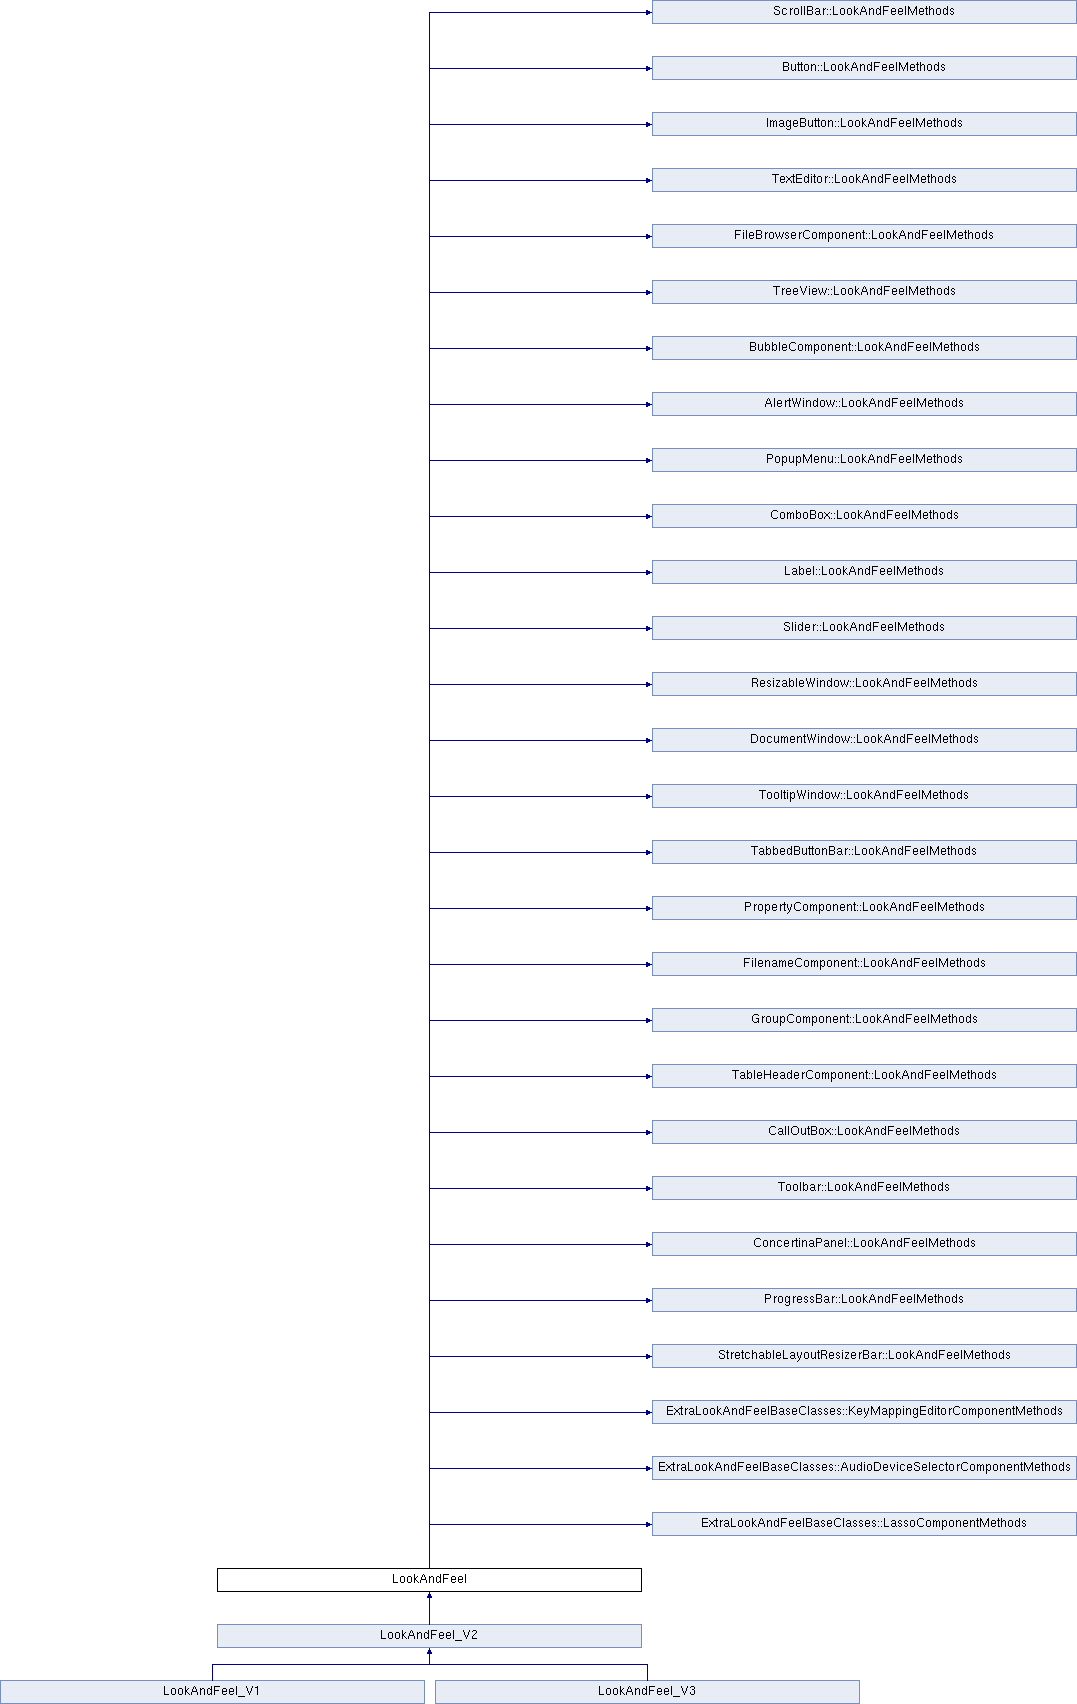 ScrollBar::LookAndFeelMethods
Button::LookAndFeelMethods
ImageButton::LookAndFeelMethods
TextEditor::LookAndFeelMethods
FileBrowserComponent::LookAndFeelMethods
TreeView::LookAndFeelMethods
BubbleComponent::LookAndFeelMethods
AlertWindow::LookAndFeelMethods
PopupMenu::LookAndFeelMethods
ComboBox::LookAndFeelMethods
Label::LookAndFeelMethods
Slider::LookAndFeelMethods
ResizableWindow::LookAndFeelMethods
DocumentWindow::LookAndFeelMethods
TooltipWindow::LookAndFeelMethods
TabbedButtonBar::LookAndFeelMethods
PropertyComponent::LookAndFeelMethods
FilenameComponent::LookAndFeelMethods
GroupComponent::LookAndFeelMethods
TableHeaderComponent::LookAndFeelMethods
CallOutBox::LookAndFeelMethods
Toolbar::LookAndFeelMethods
ConcertinaPanel::LookAndFeelMethods
ProgressBar::LookAndFeelMethods
StretchableLayoutResizerBar::LookAndFeelMethods
ExtraLookAndFeelBaseClasses::KeyMappingEditorComponentMethods
ExtraLookAndFeelBaseClasses::AudioDeviceSelectorComponentMethods
ExtraLookAndFeelBaseClasses::LassoComponentMethods
LookAndFeel
LookAndFeel_V2
LookAndFeel_V1
LookAndFeel_V3